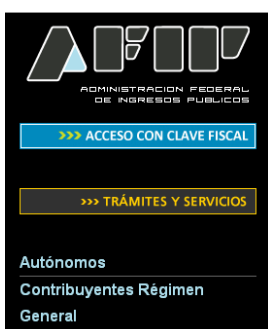 AFIP
ADMINISTRACION FEDERAL
DE INGRESOS PUBLICOS
>>> ACCESO CON CLAVE FISCAL
>>> TRÁMITES Y SERVICIOS
Autónomos
Contribuyentes Régimen
General